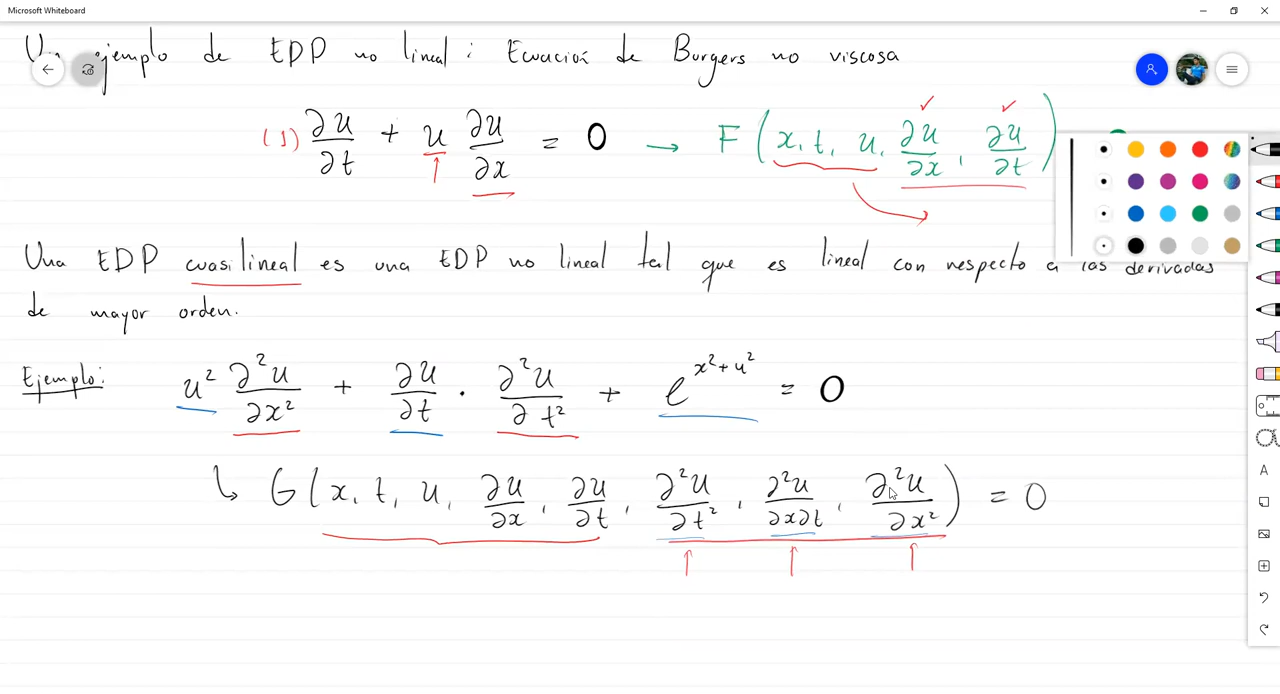 Microsoft Whiteboard
ejemplo de EDP no lineal: Ecuación de Burgers no viscosa
(1) ∂u/∂t + u ∂u/∂x = 0 → F(x, t, u, ∂u/∂x, ∂u/∂t)
Una EDP cuasilineal es una EDP no lineal tal que es lineal con respecto a las derivadas
de mayor orden.
Ejemplo: u² ∂²u/∂x² + ∂u/∂t · ∂²u/∂t² + e^(x²+u²) = 0
↳ G(x, t, u, ∂u/∂x, ∂u/∂t, ∂²u/∂t², ∂²u/∂x∂t, ∂²u/∂x²) = 0
A